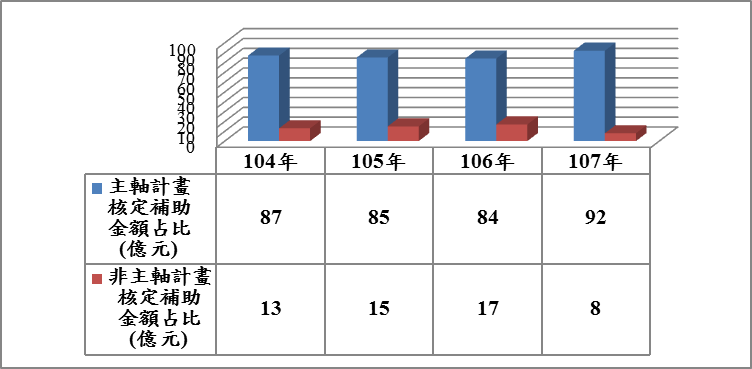 100
90
80
70
60
50
40
30
20
10
0
104年 105年 106年 107年
主軸計畫
核定補助
金額占比
(億元)
87 85 84 92
非主軸計畫
核定補助
金額占比
(億元)
13 15 17 8